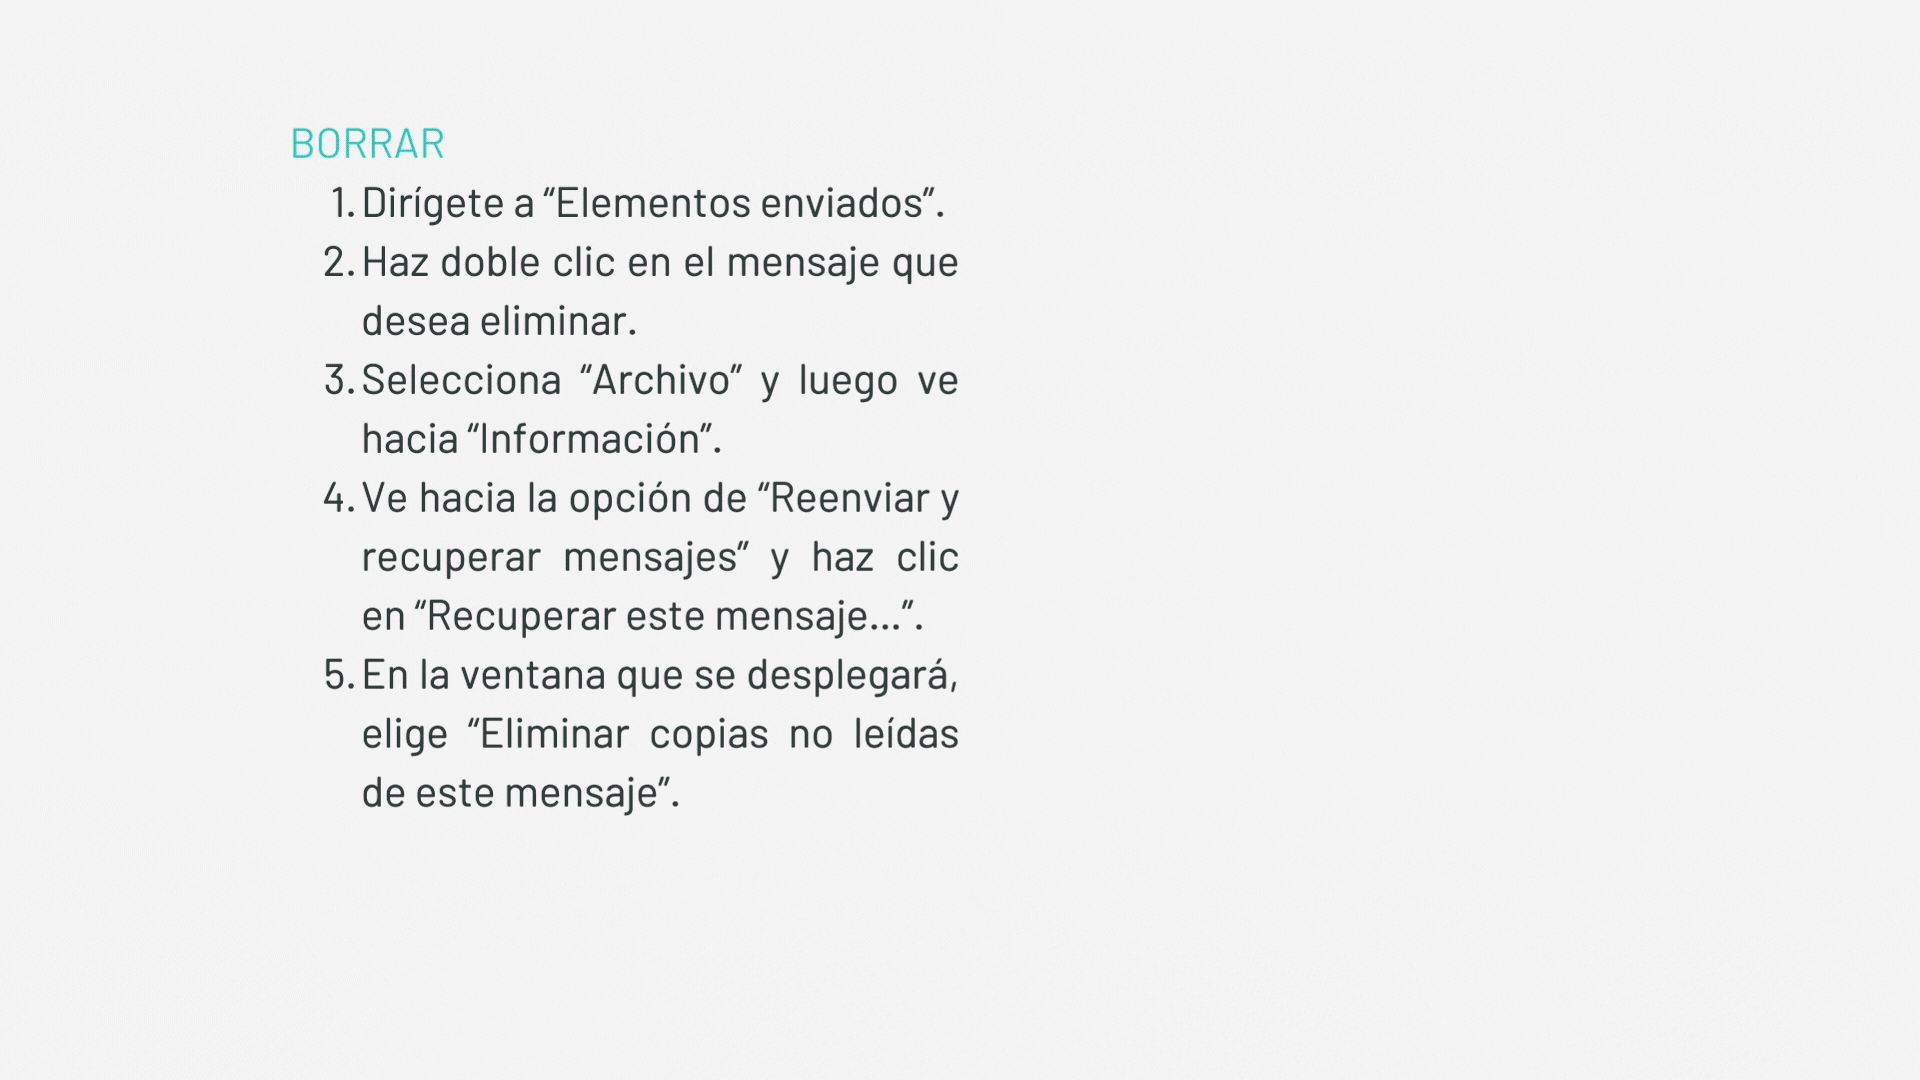 BORRAR
1. Dirígete a “Elementos enviados”.
2. Haz doble clic en el mensaje que
desea eliminar.
3. Selecciona “Archivo” y luego ve
hacia “Información”.
4. Ve hacia la opción de “Reenviar y
recuperar mensajes” y haz clic
en “Recuperar este mensaje...”.
5. En la ventana que se desplegará,
elige “Eliminar copias no leídas
de este mensaje”.